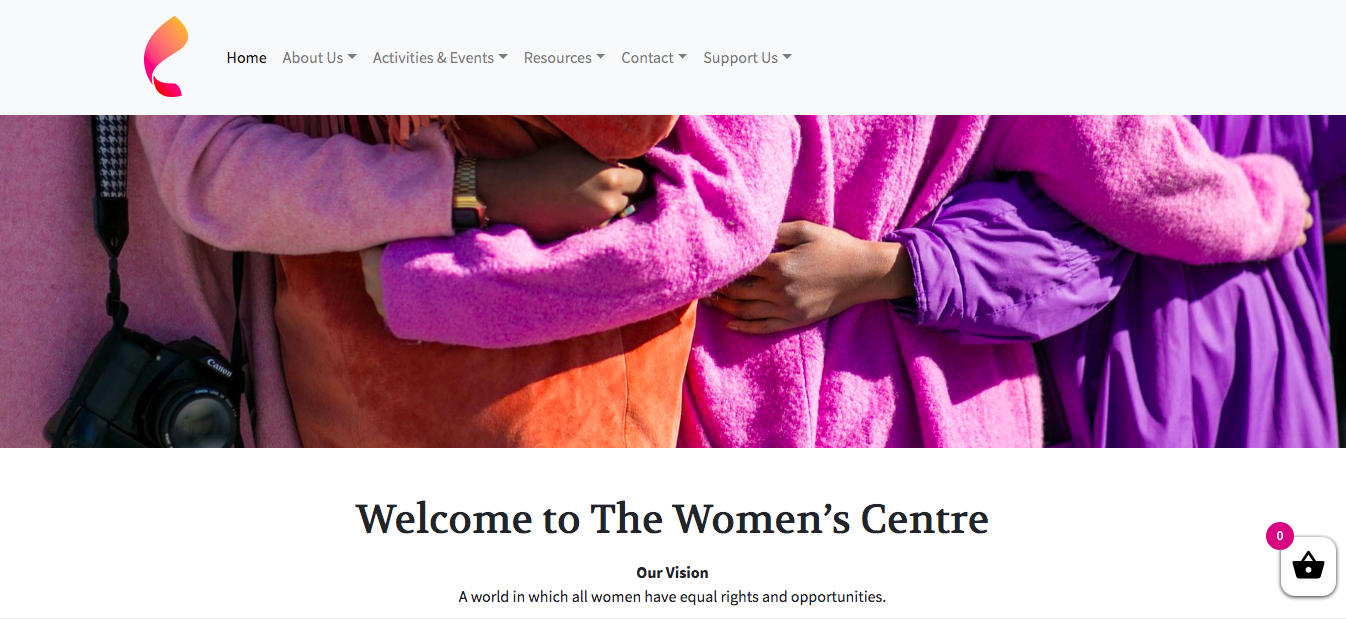 Home About Us Activities & Events Resources Contact Support Us
Canon
Welcome to The Women’s Centre
0
Our Vision
A world in which all women have equal rights and opportunities.